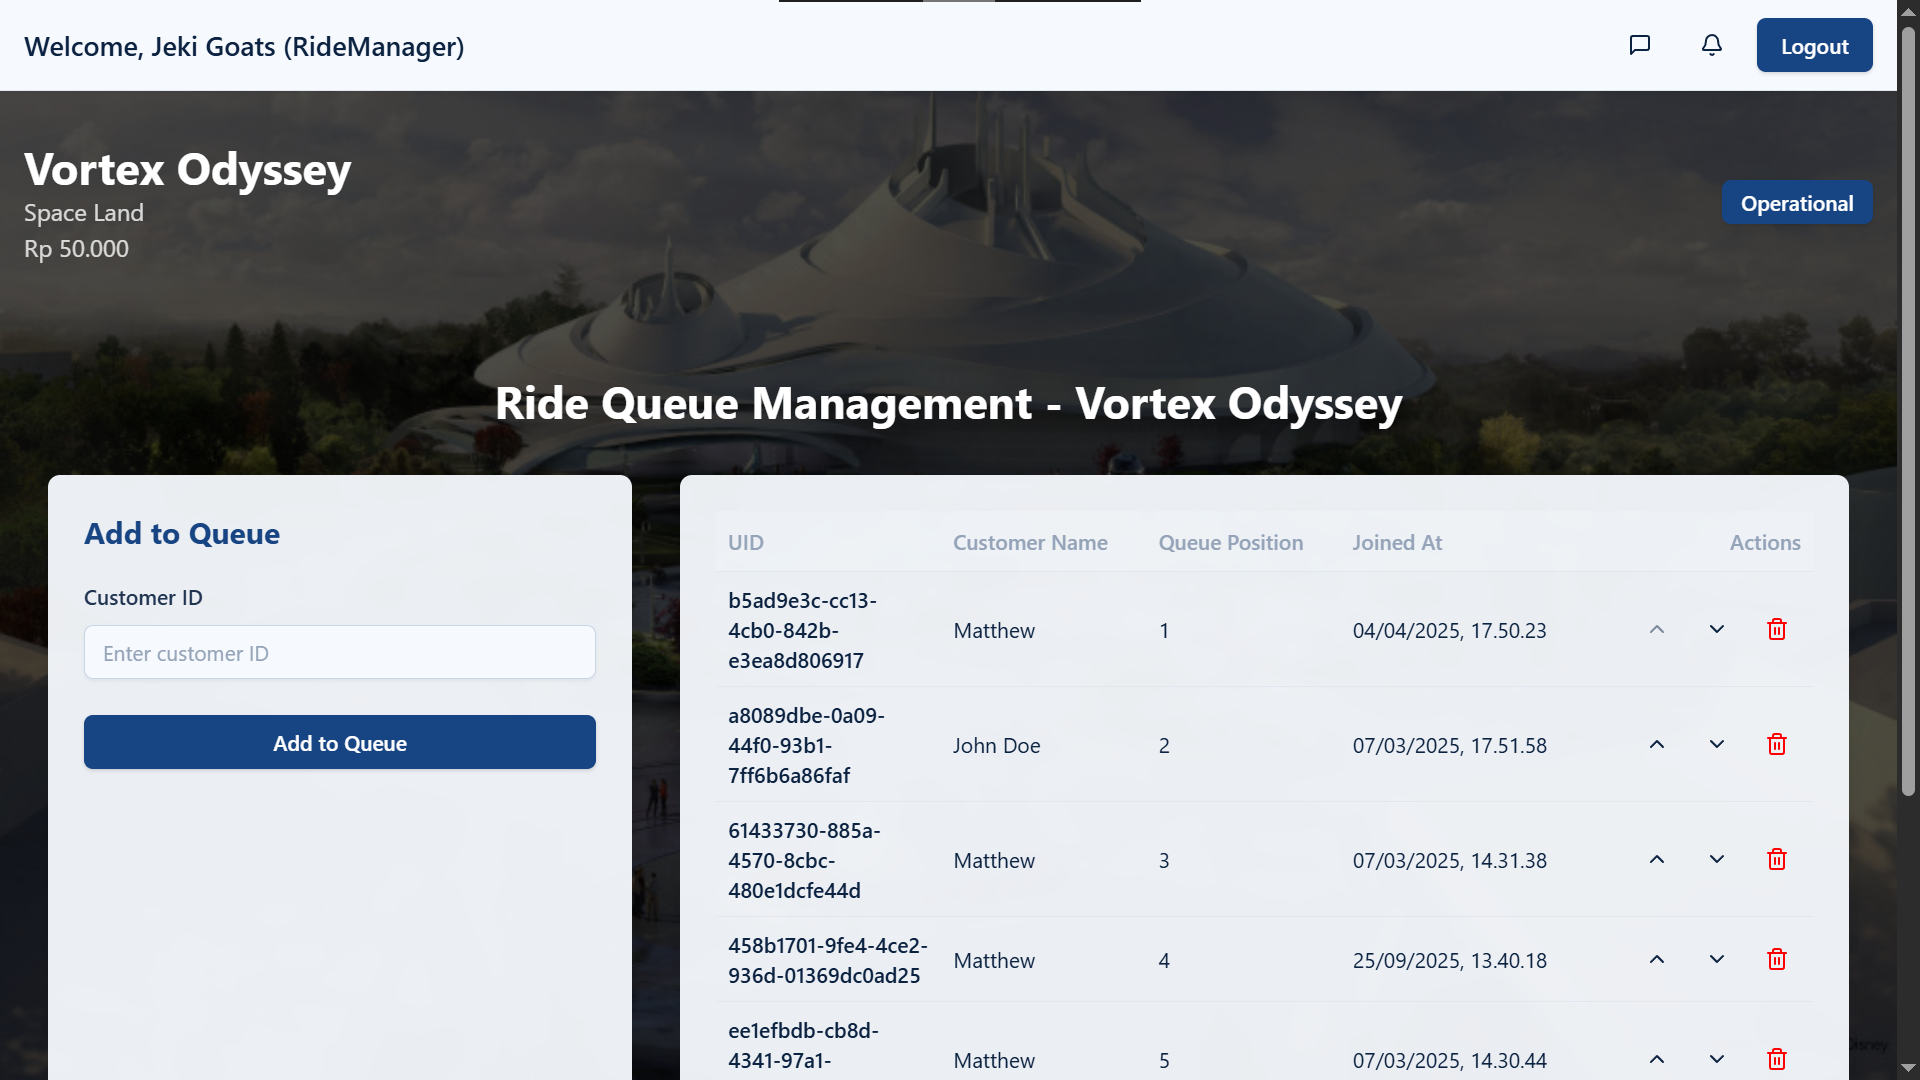 Welcome, Jeki Goats (RideManager)
Logout
Vortex Odyssey
Space Land
Rp 50.000
Operational
Ride Queue Management - Vortex Odyssey
Add to Queue
Customer ID
Enter customer ID
Add to Queue
UID Customer Name Queue Position Joined At Actions
b5ad9e3c-cc13-
4cb0-842b-
e3ea8d806917
Matthew 1 04/04/2025, 17.50.23
a8089dbe-0a09-
44f0-93b1-
7ff6b6a86faf
John Doe 2 07/03/2025, 17.51.58
61433730-885a-
4570-8cbc-
480e1dcfe44d
Matthew 3 07/03/2025, 14.31.38
458b1701-9fe4-4ce2-
936d-01369dc0ad25
Matthew 4 25/09/2025, 13.40.18
ee1efbdb-cb8d-
4341-97a1-
Matthew 5 07/03/2025, 14.30.44
Disney